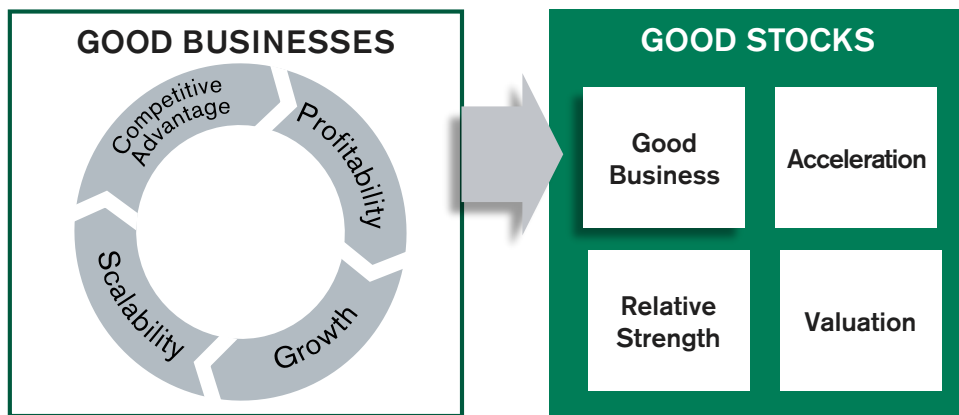 GOOD BUSINESSES
Competitive
Advantage
Profitability
Growth
Scalability
GOOD STOCKS
Good
Business
Acceleration
Relative
Strength
Valuation